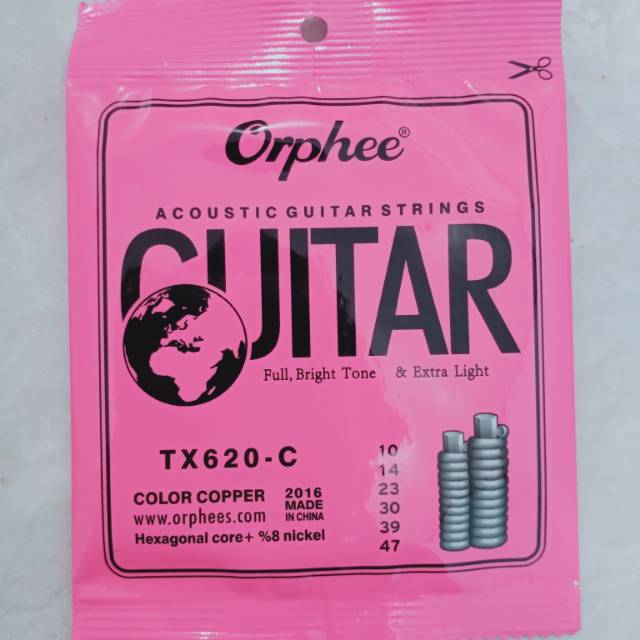 Orphee®
ACOUSTIC GUITAR STRINGS
GUITAR
Full, Bright Tone & Extra Light
TX620-C
COLOR COPPER
www.orphees.com
Hexagonal core+ %8 nickel
2016
MADE
IN CHINA
10
14
23
30
39
47